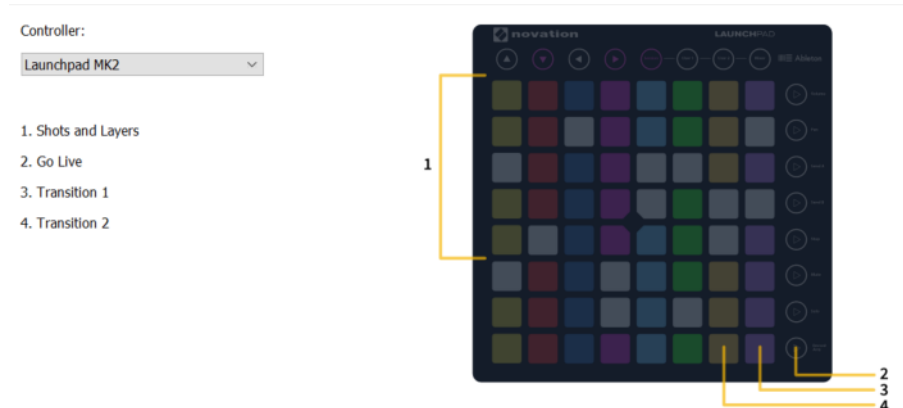 Controller:
Launchpad MK2
1. Shots and Layers
2. Go Live
3. Transition 1
4. Transition 2
novation
LAUNCHPAD
Ableton
1
2
3
4